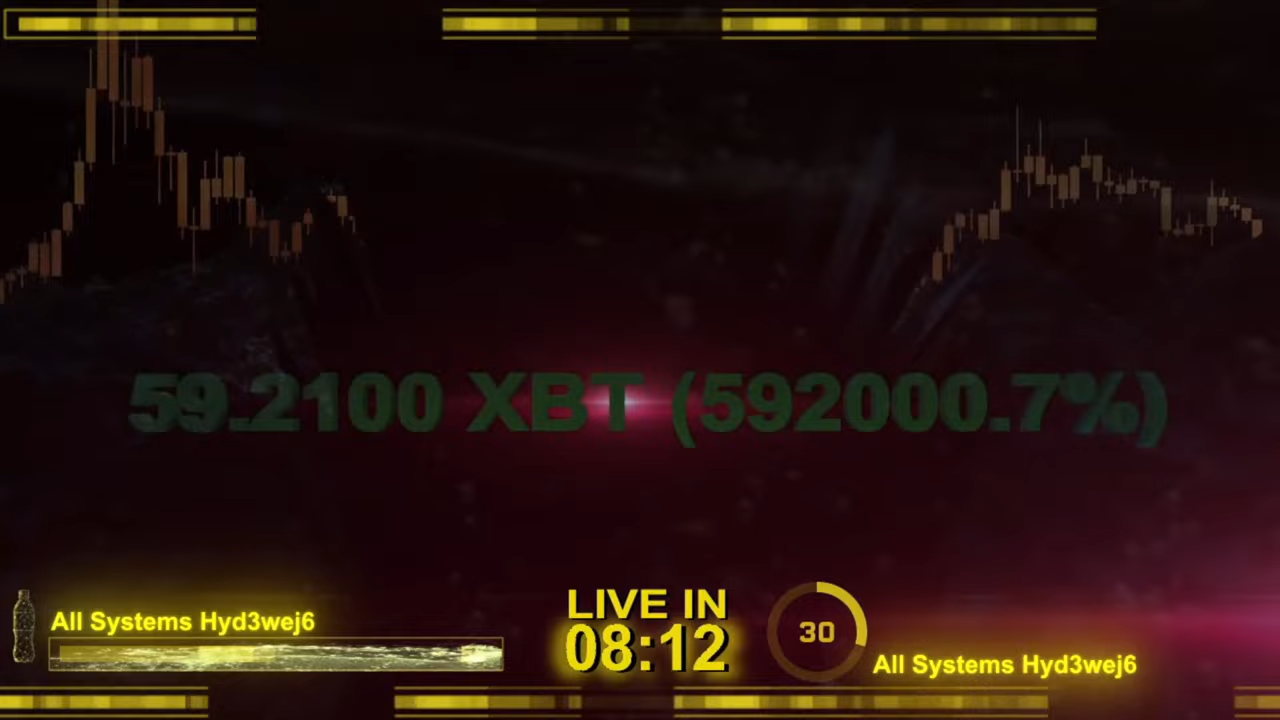 59.2100 XBT (592000.7%)
All Systems Hyd3wej6
LIVE IN
08:12
30
All Systems Hyd3wej6